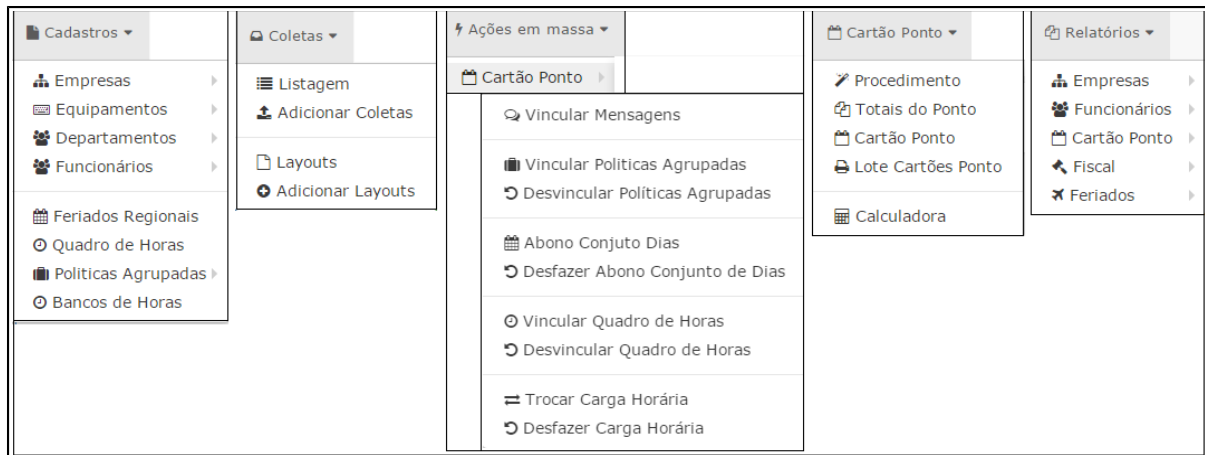 Cadastros
Empresas
Equipamentos
Departamentos
Funcionários
Feriados Regionais
Quadro de Horas
Politicas Agrupadas
Bancos de Horas
Coletas
Listagem
Adicionar Coletas
Layouts
Adicionar Layouts
Ações em massa
Cartão Ponto
Vincular Mensagens
Vincular Politicas Agrupadas
Desvincular Políticas Agrupadas
Abono Conjuto Dias
Desfazer Abono Conjunto de Dias
Vincular Quadro de Horas
Desvincular Quadro de Horas
Trocar Carga Horária
Desfazer Carga Horária
Cartão Ponto
Procedimento
Totais do Ponto
Cartão Ponto
Lote Cartões Ponto
Calculadora
Relatórios
Empresas
Funcionários
Cartão Ponto
Fiscal
Feriados